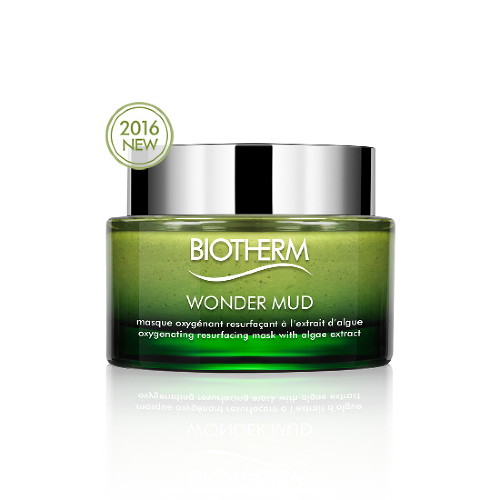 2016
NEW
BIOTHERM
WONDER MUD
masque oxygénant resurfaçant à l'extrait d'algue
oxygenating resurfacing mask with algae extract